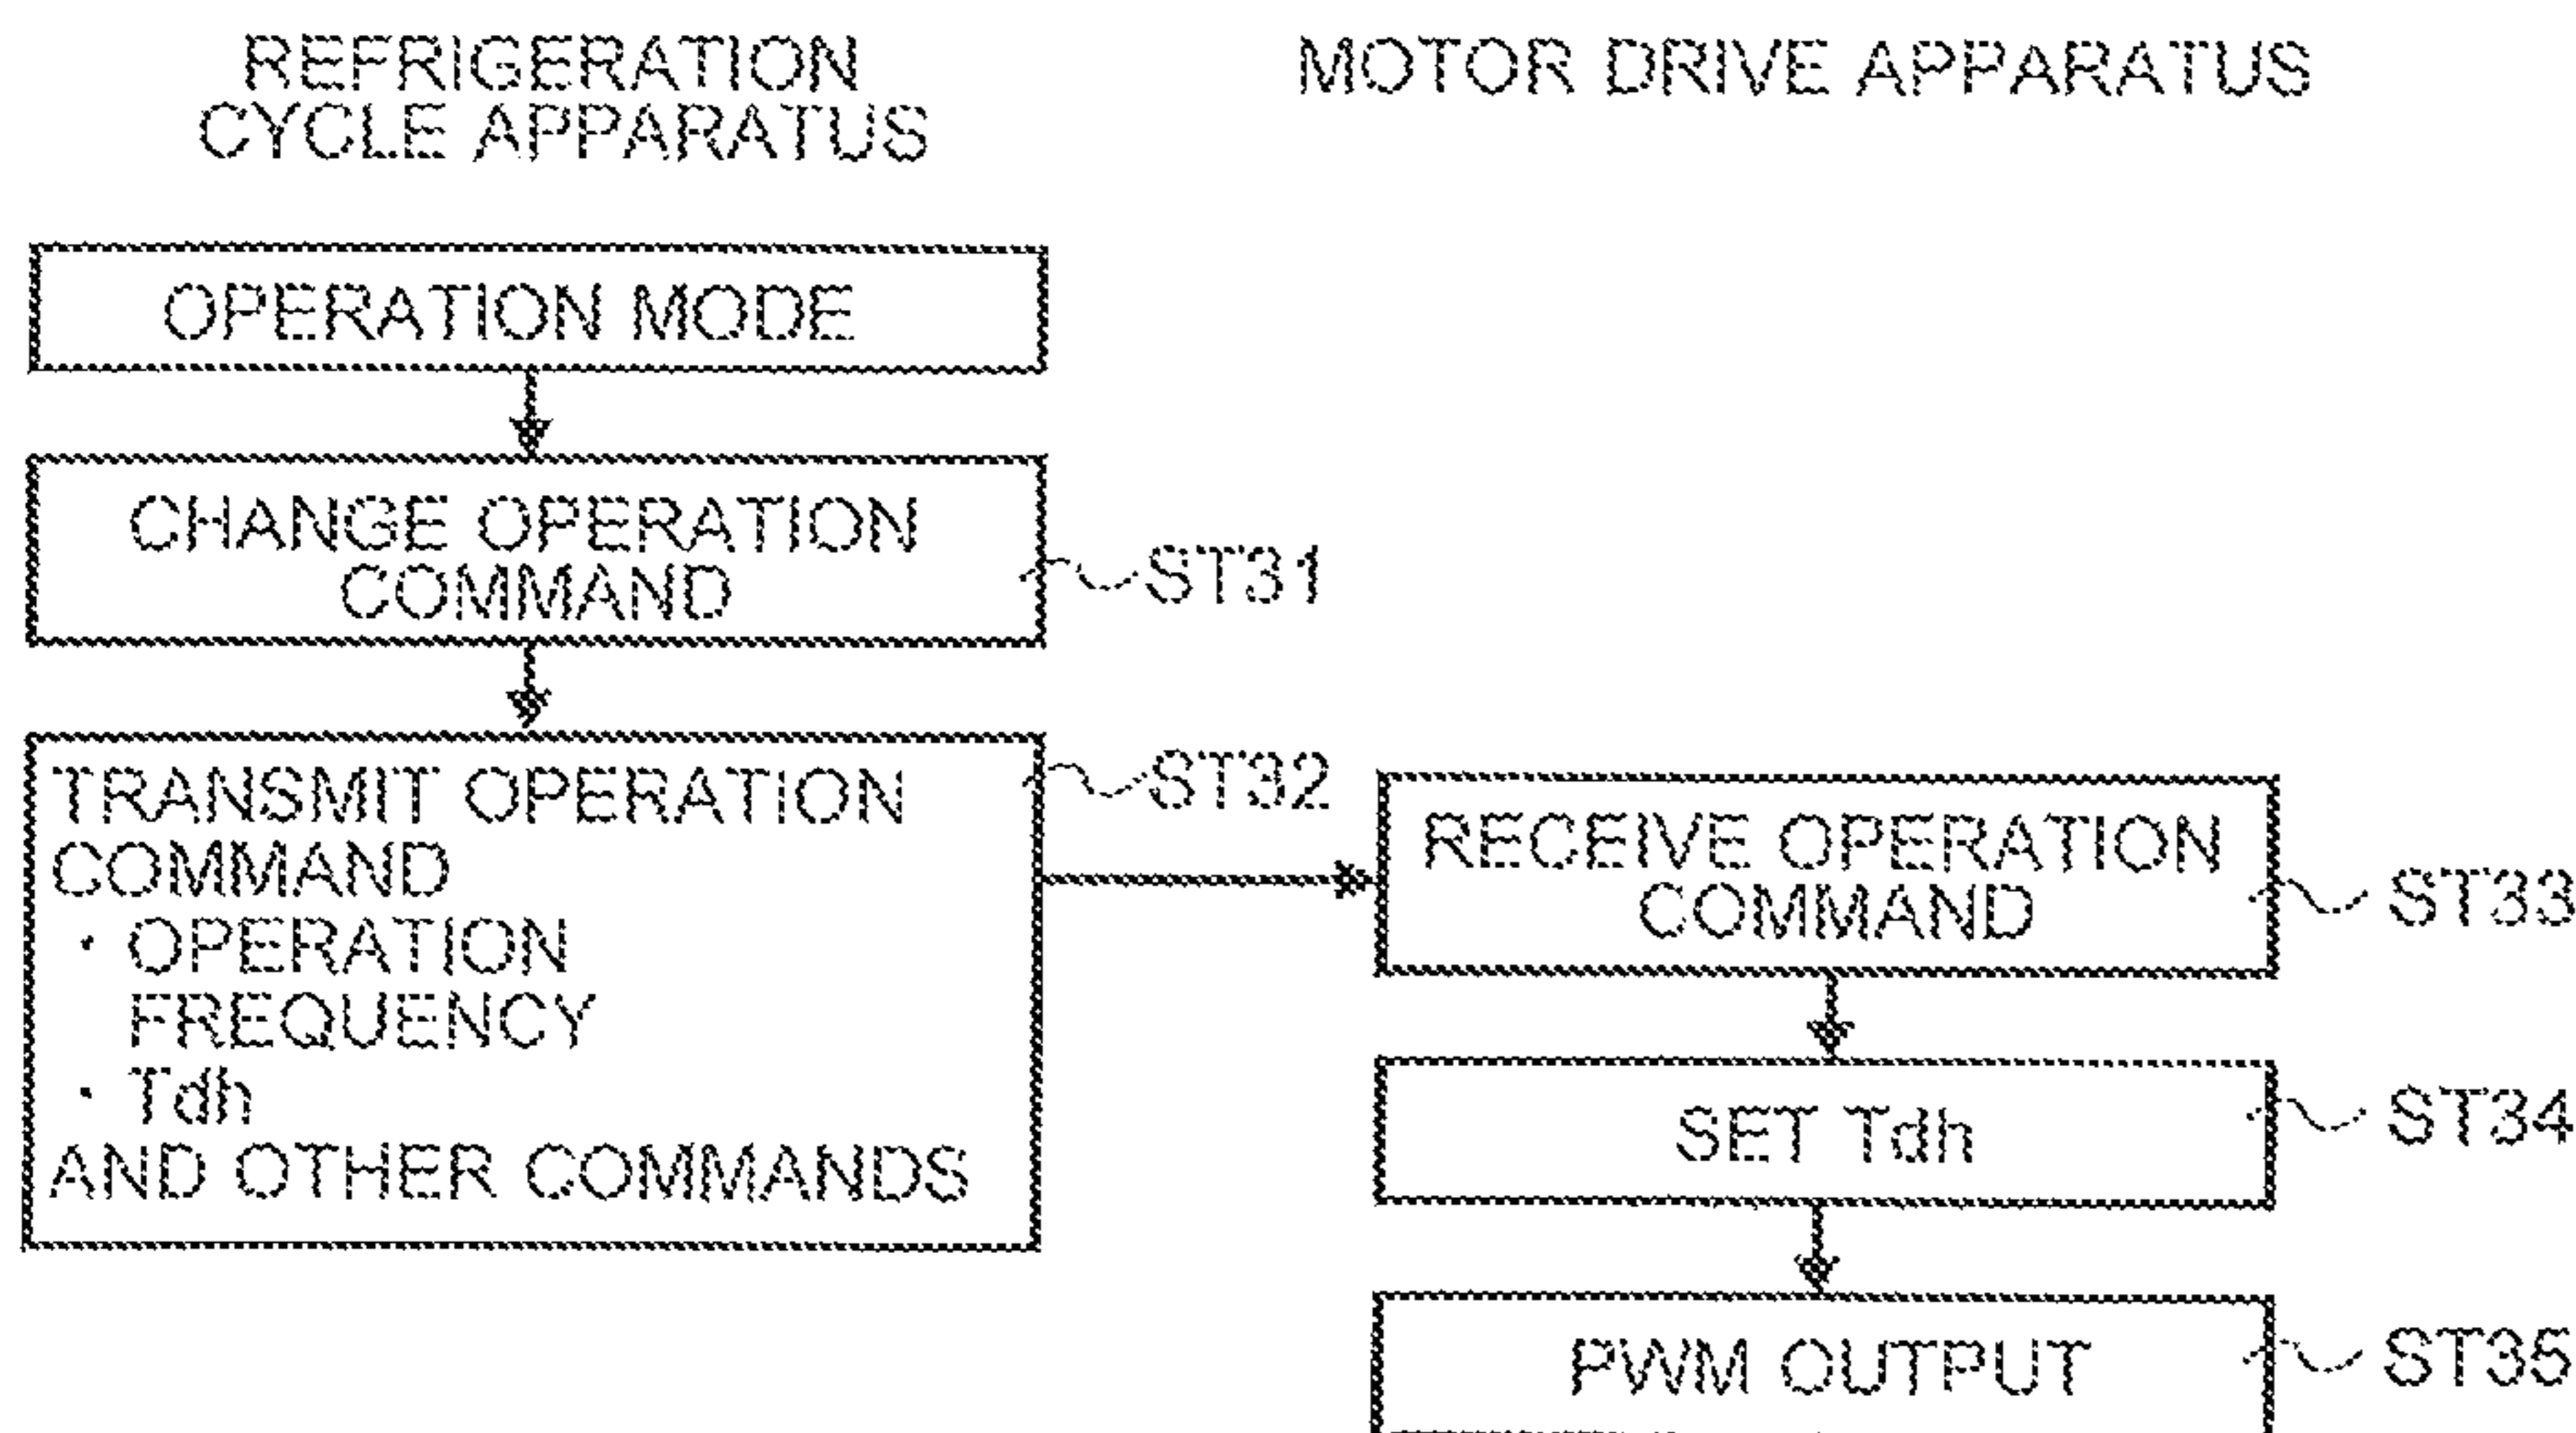 REFRIGERATION
CYCLE APPARATUS
MOTOR DRIVE APPARATUS
OPERATION MODE
CHANGE OPERATION
COMMAND
ST31
TRANSMIT OPERATION
COMMAND
・ OPERATION
FREQUENCY
・ Tdh
AND OTHER COMMANDS
ST32
RECEIVE OPERATION
COMMAND
ST33
SET Tdh
ST34
PWM OUTPUT
ST35